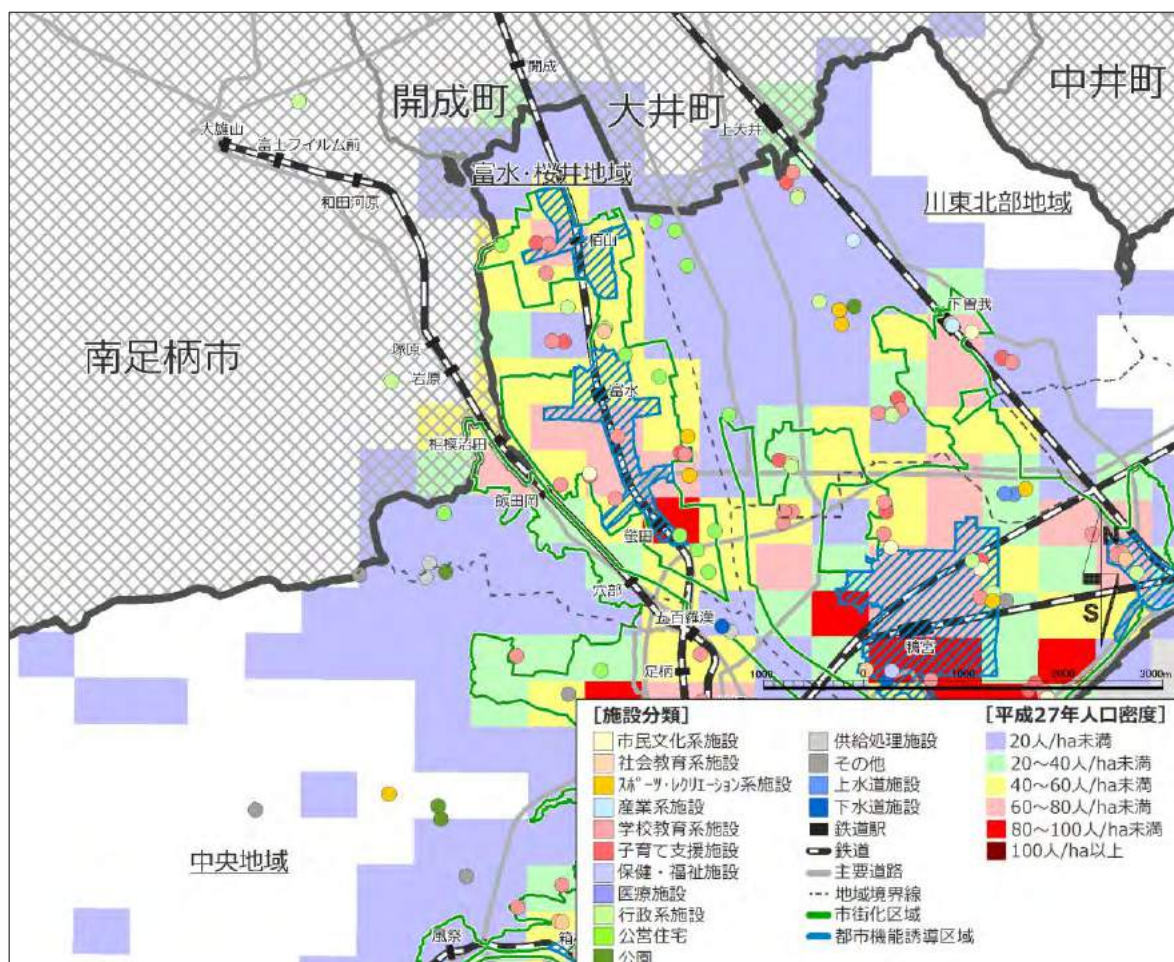 開成町
大井町
中井町
南足柄市
開成
上大井
大雄山
富士フイルム前
和田河原
富水・桜井地域
川東北部地域
栢山
下曽我
塚原
岩原
富水
相模沼田
飯田岡
螢田
穴部
五百羅漢
足柄
鴨宮
N
S
1000
0
1000
2000
3000m
中央地域
風祭
箱
[施設分類]
市民文化系施設
社会教育系施設
スポーツ・レクリエーション系施設
産業系施設
学校教育系施設
子育て支援施設
保健・福祉施設
医療施設
行政系施設
公営住宅
公園
供給処理施設
その他
上水道施設
下水道施設
鉄道駅
鉄道
主要道路
地域境界線
市街化区域
都市機能誘導区域
[平成27年人口密度]
20人/ha未満
20～40人/ha未満
40～60人/ha未満
60～80人/ha未満
80～100人/ha未満
100人/ha以上